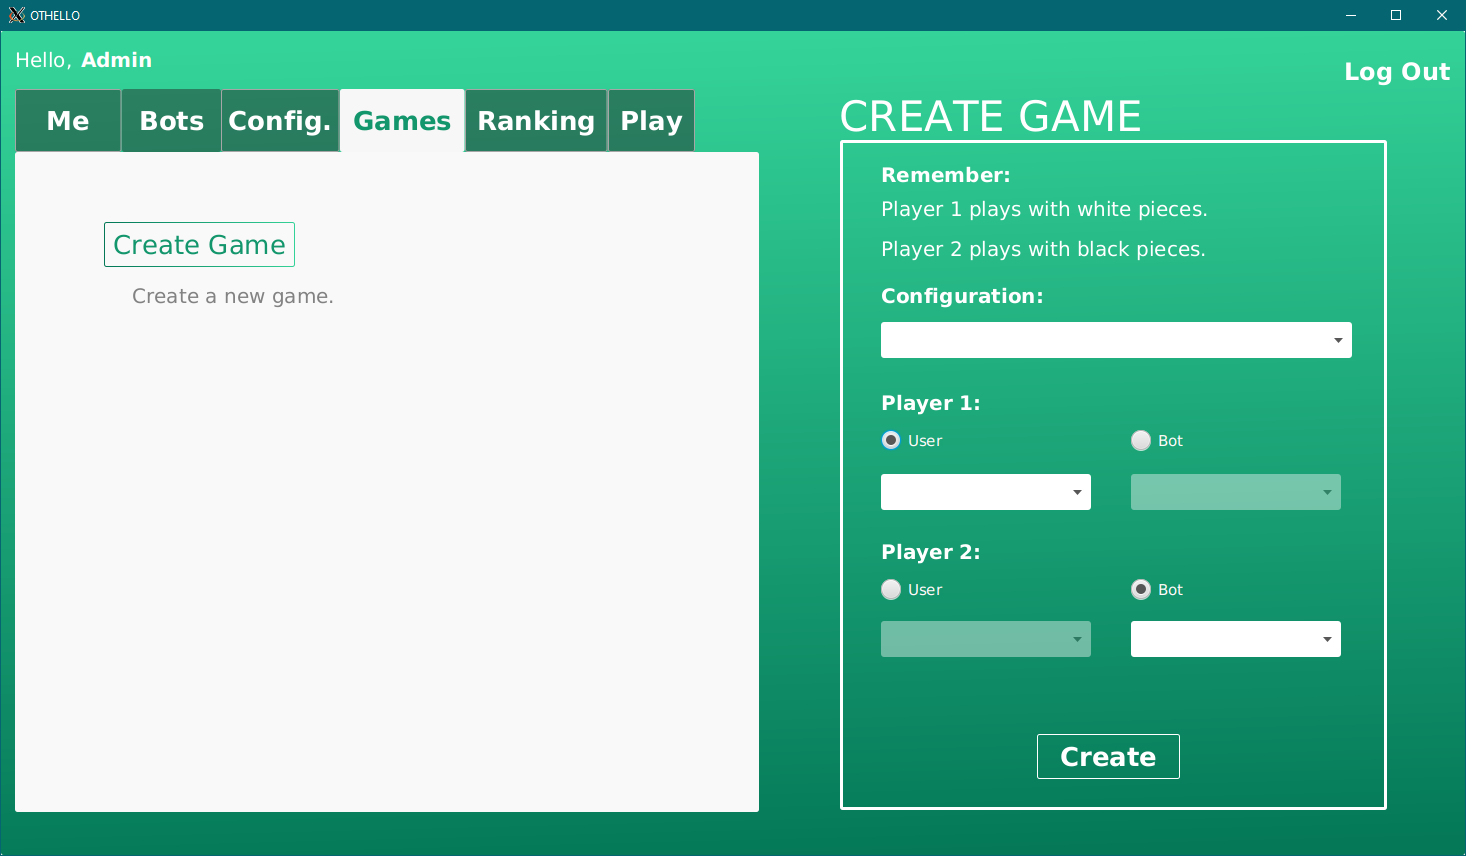 OTHELLO
Hello, Admin
Log Out
Me Bots Config. Games Ranking Play
Create Game
Create a new game.
CREATE GAME
Remember:
Player 1 plays with white pieces.
Player 2 plays with black pieces.
Configuration:
Player 1:
User Bot
Player 2:
User Bot
Create